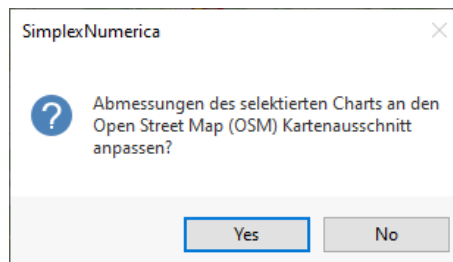 SimplexNumerica
Abmessungen des selektierten Charts an den
Open Street Map (OSM) Kartenausschnitt
anpassen?
Yes
No